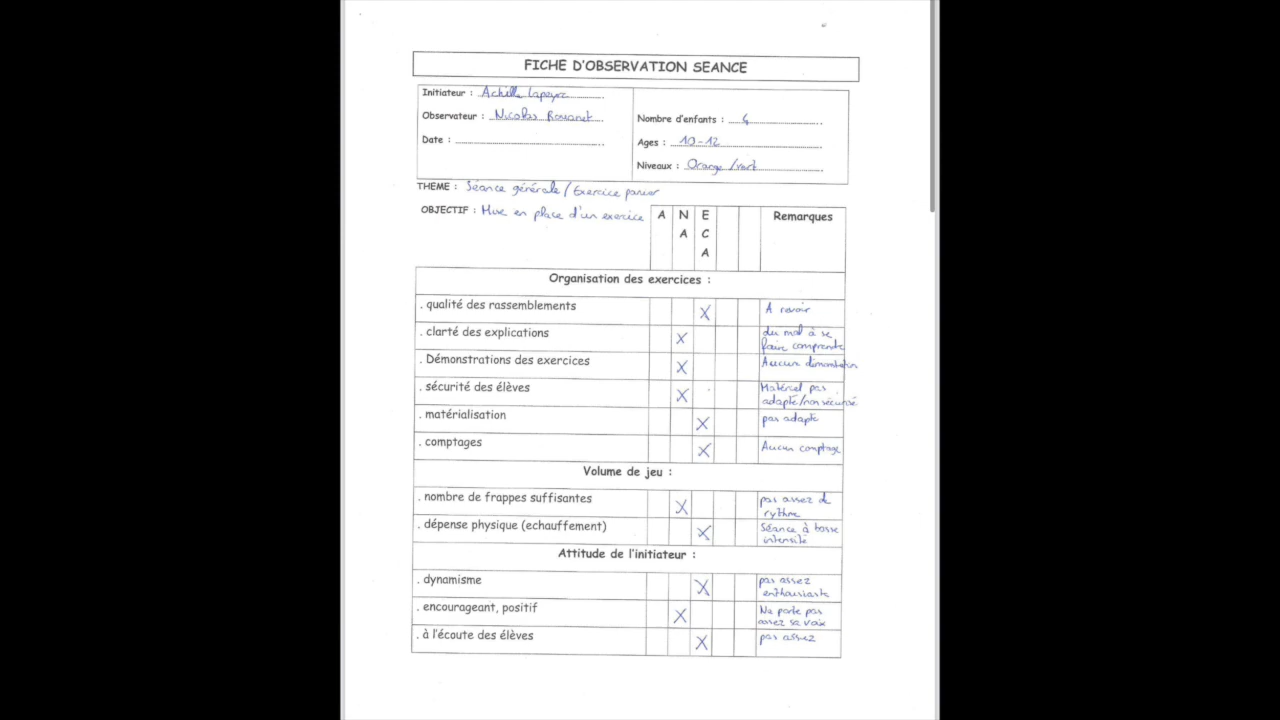 FICHE D'OBSERVATION SEANCE
Initiateur : Achille Lapeyre
Observateur : Nicolas Rouanet
Date :
Nombre d'enfants : 4
Ages : 10-12
Niveaux : Orange / vert
THEME : Séance générale / Exercice panier
OBJECTIF : Mise en place d'un exercice
A
N A
E C A
Remarques
Organisation des exercices :
. qualité des rassemblements X A revoir
. clarté des explications X du mal à se
faire comprendre
. Démonstrations des exercices X Aucun démonstration
. sécurité des élèves X Matériel pas
adapté/non sécurisé
. matérialisation X pas adapté
. comptages X Aucun comptage
Volume de jeu :
. nombre de frappes suffisantes X pas assez de
rythme
. dépense physique (echauffement) X Séance à basse
intensité
Attitude de l'initiateur :
. dynamisme X pas assez
enthousiaste
. encourageant, positif X Ne porte pas
assez sa voix
. à l'écoute des élèves X pas assez